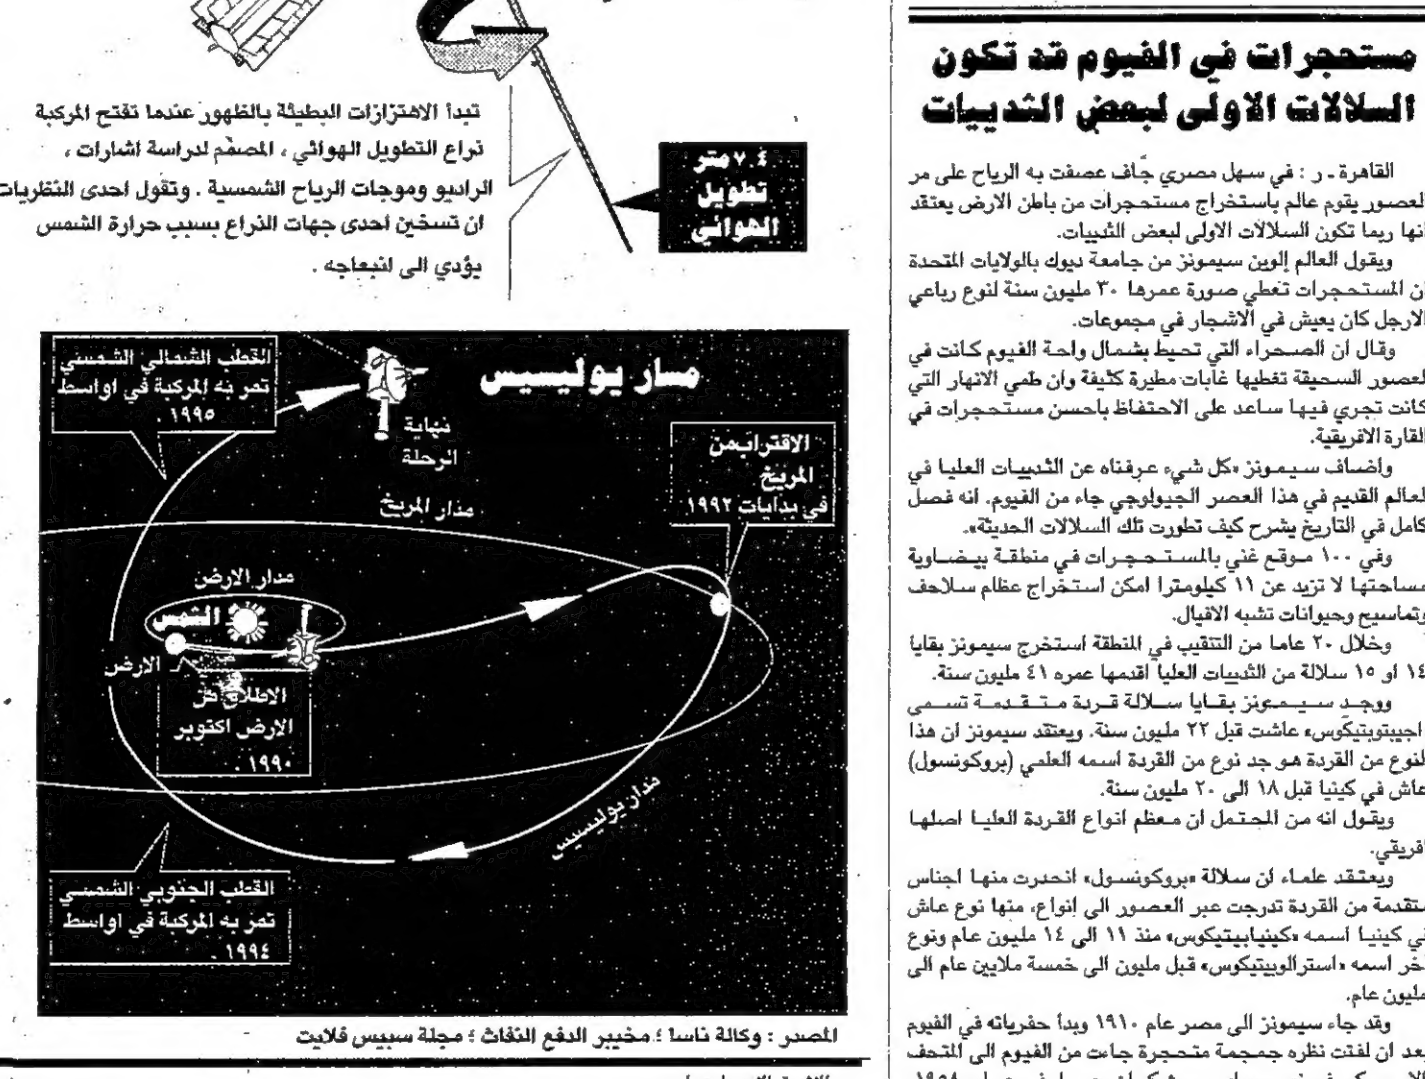 مستحجرات في الفيوم قد تكون
السلالات الاولى لبعض الثدييات
القاهرة ـ ر : في سهل مصري جاف عصفت به الرياح على مر
العصور يقوم عالم باستخراج مستحجرات من باطن الارض يعتقد
انها ربما تكون السلالات الاولى لبعض الثدييات.
ويقول العالم إلوين سيمونز من جامعة ديوك بالولايات المتحدة
ان المستحجرات تغطي صورة عمرها ٣٠ مليون سنة لنوع رباعي
الارجل كان يعيش في الاشجار في مجموعات.
وقال ان الصحراء التي تحيط بشمال واحة الفيوم كانت في
العصور السحيقة تغطيها غابات مطيرة كثيفة وان طمي الانهار التي
كانت تجري فيها ساعد على الاحتفاظ باحسن مستحجرات في
القارة الافريقية.
واضاف سيمونز «كل شيء عرفناه عن الثدييات العليا في
العالم القديم في هذا العصر الجيولوجي جاء من الفيوم. انه فصل
كامل في التاريخ يشرح كيف تطورت تلك السلالات الحديثة».
وفي ١٠٠ موقع غني بالمستحجرات في منطقة بيضاوية
مساحتها لا تزيد عن ١١ كيلومترا امكن استخراج عظام سلاحف
وتماسيح وحيوانات تشبه الافيال.
وخلال ٢٠ عاما من التنقيب في المنطقة استخرج سيمونز بقايا
١٤ او ١٥ سلالة من الثدييات العليا اقدمها عمره ٤١ مليون سنة.
ووجد سيمونز بقايا سلالة قردة متقدمة تسمى
«اجيبتوبتيكوس» عاشت قبل ٢٢ مليون سنة. ويعتقد سيمونز ان هذا
النوع من القردة هو جد نوع من القردة اسمه العلمي (بروكونسول)
عاش في كينيا قبل ١٨ الى ٢٠ مليون سنة.
ويقول انه من المحتمل ان معظم انواع القردة العليا اصلها
افريقي.
ويعتقد علماء ان سلالة «بروكونسول» انحدرت منها اجناس
متقدمة من القردة تدرجت عبر العصور الى انواع، منها نوع عاش
في كينيا اسمه «كينيابيتيكوس» منذ ١١ الى ١٤ مليون عام ونوع
آخر اسمه «استرالوبيتيكوس» قبل مليون الى خمسة ملايين عام الى
مليون عام.
وقد جاء سيمونز الى مصر عام ١٩١٠ وبدأ حفرياته في الفيوم
بعد ان لفتت نظره جمجمة متحجرة جاءت من الفيوم الى المتحف
تبدأ الاهتزازات البطيئة بالظهور عندما تفتح المركبة
ذراع التطويل الهوائي ، المصمّم لدراسة اشارات ،
الراديو وموجات الرياح الشمسية . وتقول احدى النظريات
ان تسخين احدى جهات الذراع بسبب حرارة الشمس
يؤدي الى انبعاجه .
٧.٤ متر
تطويل
الهوائي
مسار يوليسيس
القطب الشمالي الشمسي
تمر به المركبة في اواسط
١٩٩٥ .
نهاية
الرحلة
الاقترابمن
المريخ
في بدايات ١٩٩٢
مدار المريخ
مدار الارض
الشمس
الارض
الاطلاق من
الارض اكتوبر
١٩٩٠ .
مدار يوليسيس
القطب الجنوبي الشمسي
تمر به المركبة في اواسط
١٩٩٤ .
المصدر : وكالة ناسا ؛ مختبر الدفع النفاث ؛ مجلة سبيس فلايت